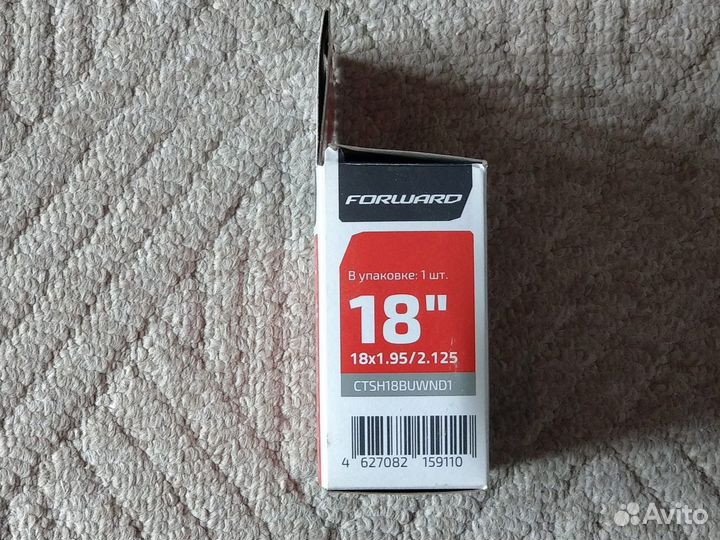 FORWARD
В упаковке: 1 шт.
18"
18x1.95/2.125
CTSH18BUWND1
4 627082 159110
Avito